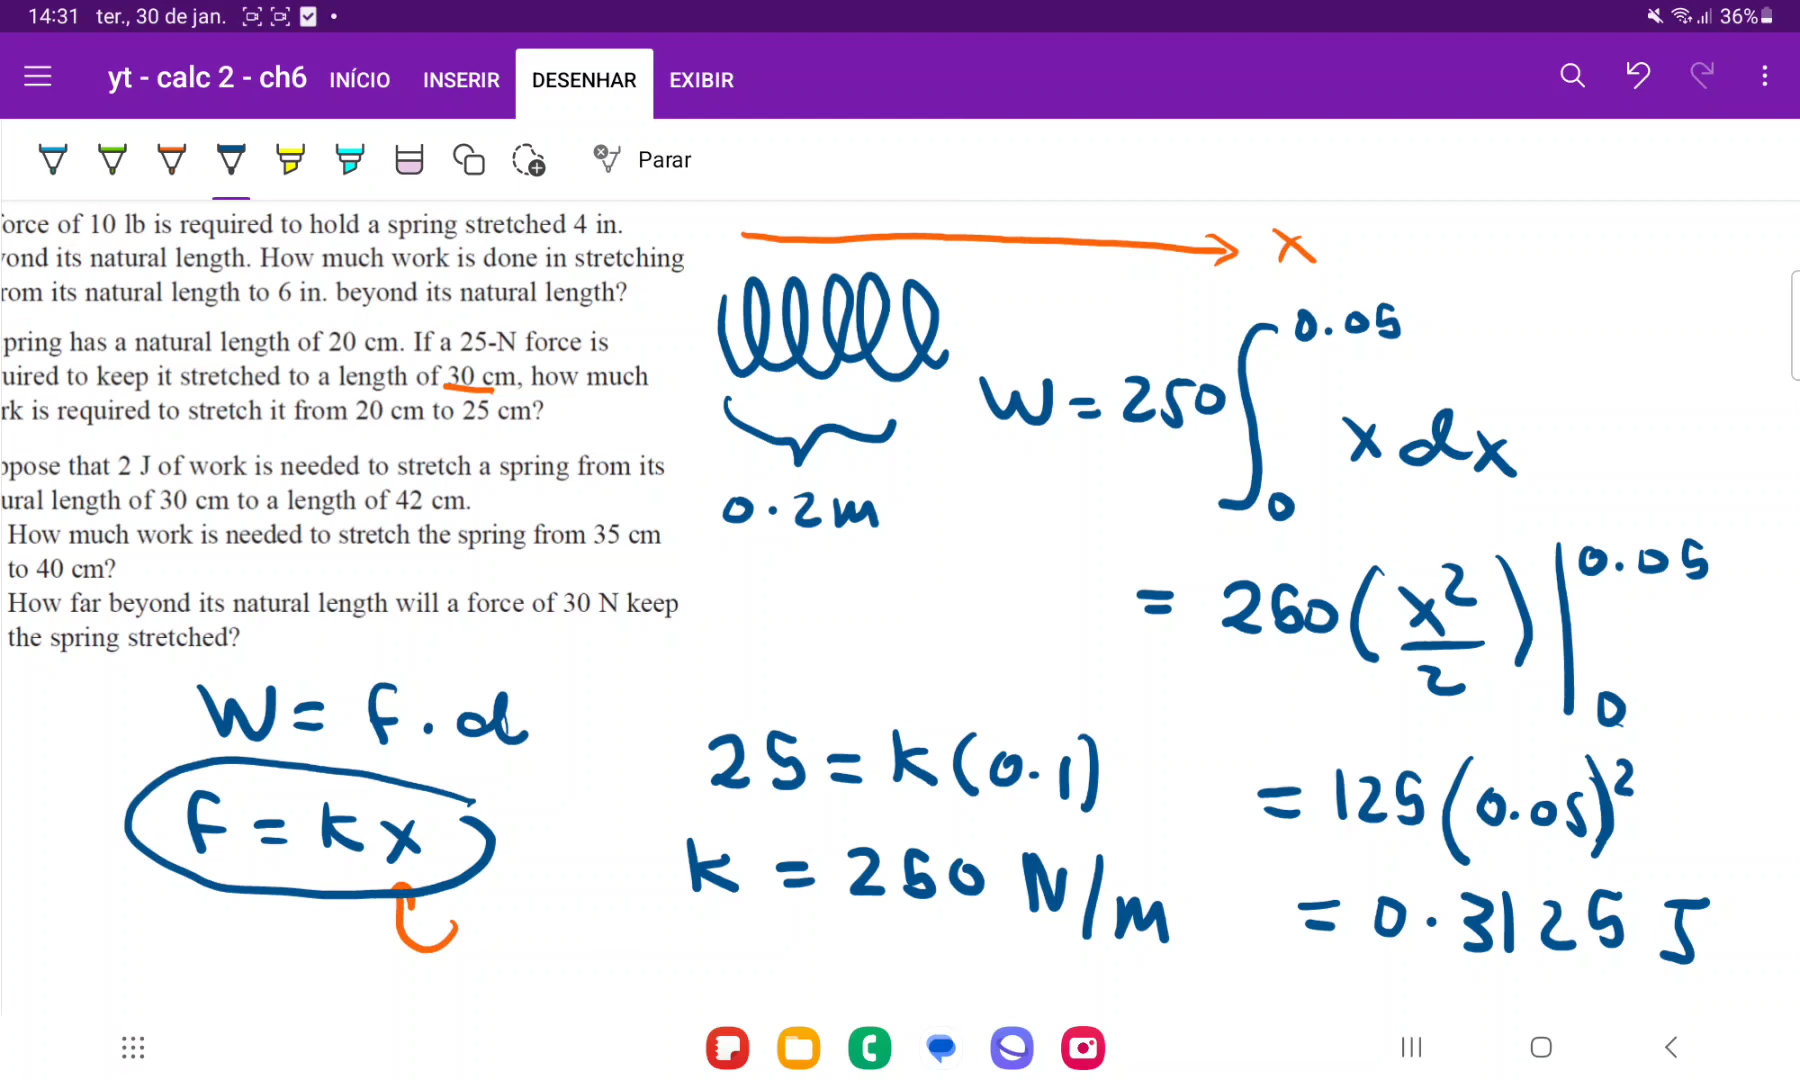 14:31 ter., 30 de jan. 36%
yt - calc 2 - ch6 INÍCIO INSERIR DESENHAR EXIBIR
Parar
orce of 10 lb is required to hold a spring stretched 4 in.
ond its natural length. How much work is done in stretching
rom its natural length to 6 in. beyond its natural length?
pring has a natural length of 20 cm. If a 25-N force is
uired to keep it stretched to a length of 30 cm, how much
rk is required to stretch it from 20 cm to 25 cm?
ppose that 2 J of work is needed to stretch a spring from its
ural length of 30 cm to a length of 42 cm.
How much work is needed to stretch the spring from 35 cm
to 40 cm?
How far beyond its natural length will a force of 30 N keep
the spring stretched?
W = F . d
F = k x
x
0.2 m
25 = k (0.1)
k = 250 N/m
W = 250 ∫_0^0.05 x dx
= 250 ( x²/2 ) |_0^0.05
= 125 (0.05)²
= 0.3125 J